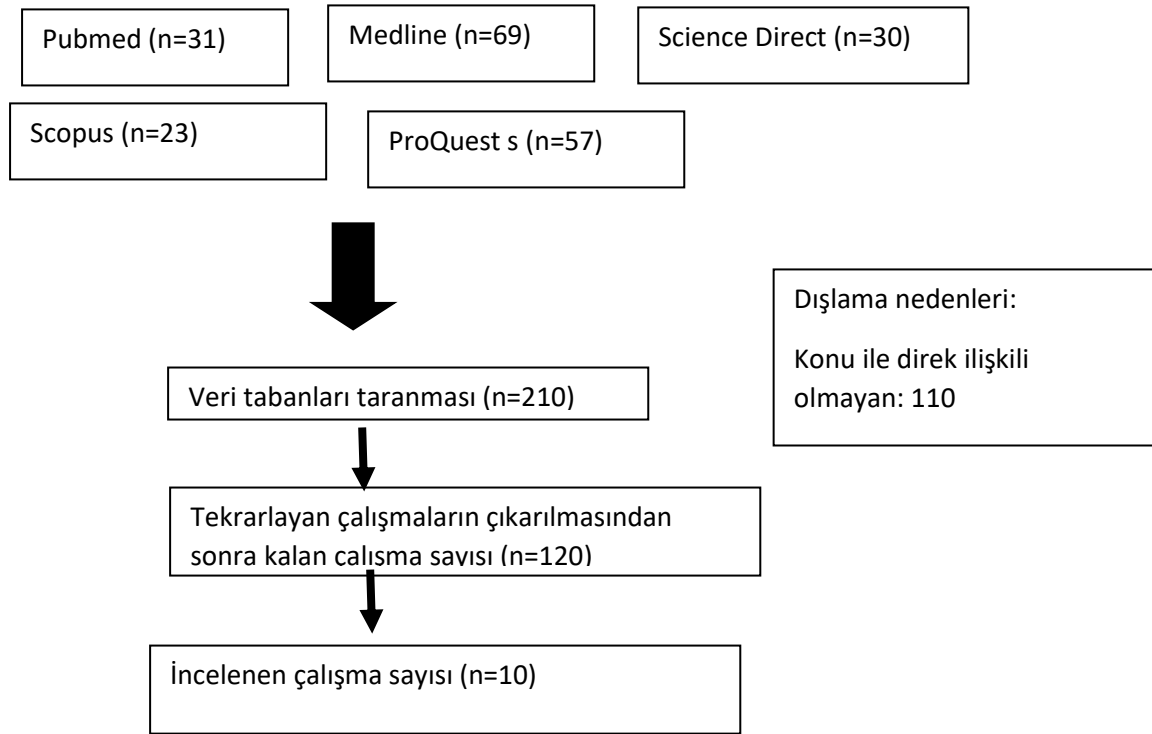 Pubmed (n=31)
Medline (n=69)
Science Direct (n=30)
Scopus (n=23)
ProQuest s (n=57)
Dışlama nedenleri:
Konu ile direk ilişkili
olmayan: 110
Veri tabanları taranması (n=210)
Tekrarlayan çalışmaların çıkarılmasından
sonra kalan çalışma sayısı (n=120)
İncelenen çalışma sayısı (n=10)